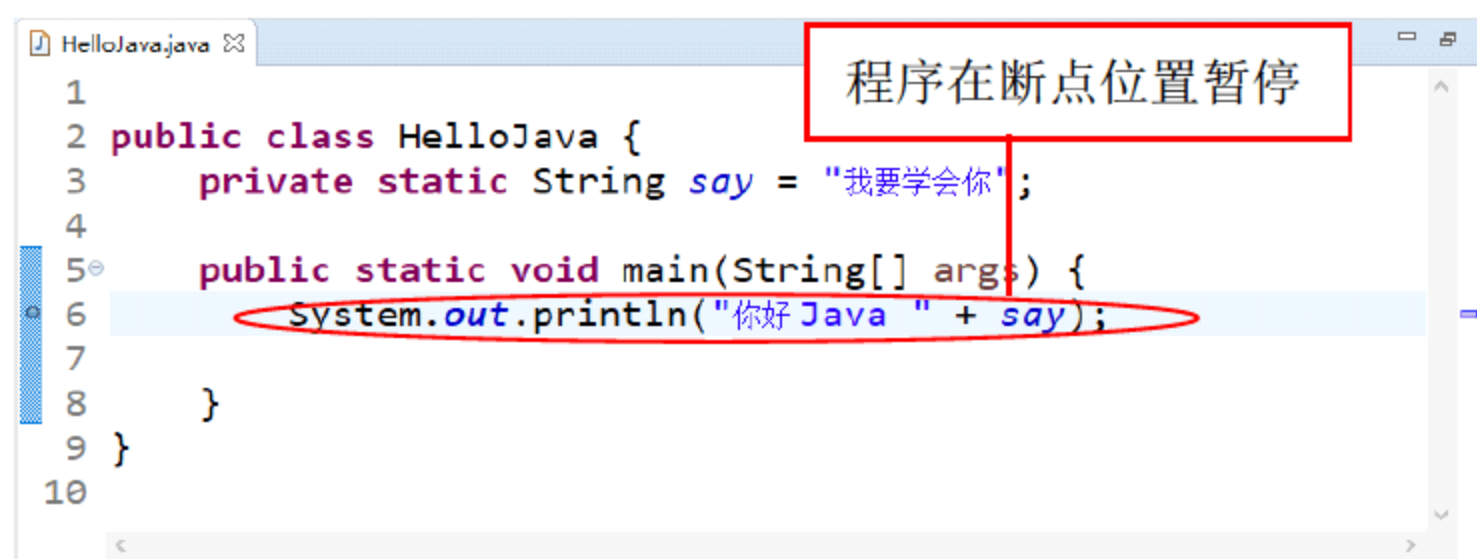 HelloJava.java
程序在断点位置暂停
1
2 public class HelloJava {
3 private static String say = "我要学会你";
4
5 public static void main(String[] args) {
6 System.out.println("你好 Java " + say);
7
8 }
9 }
10